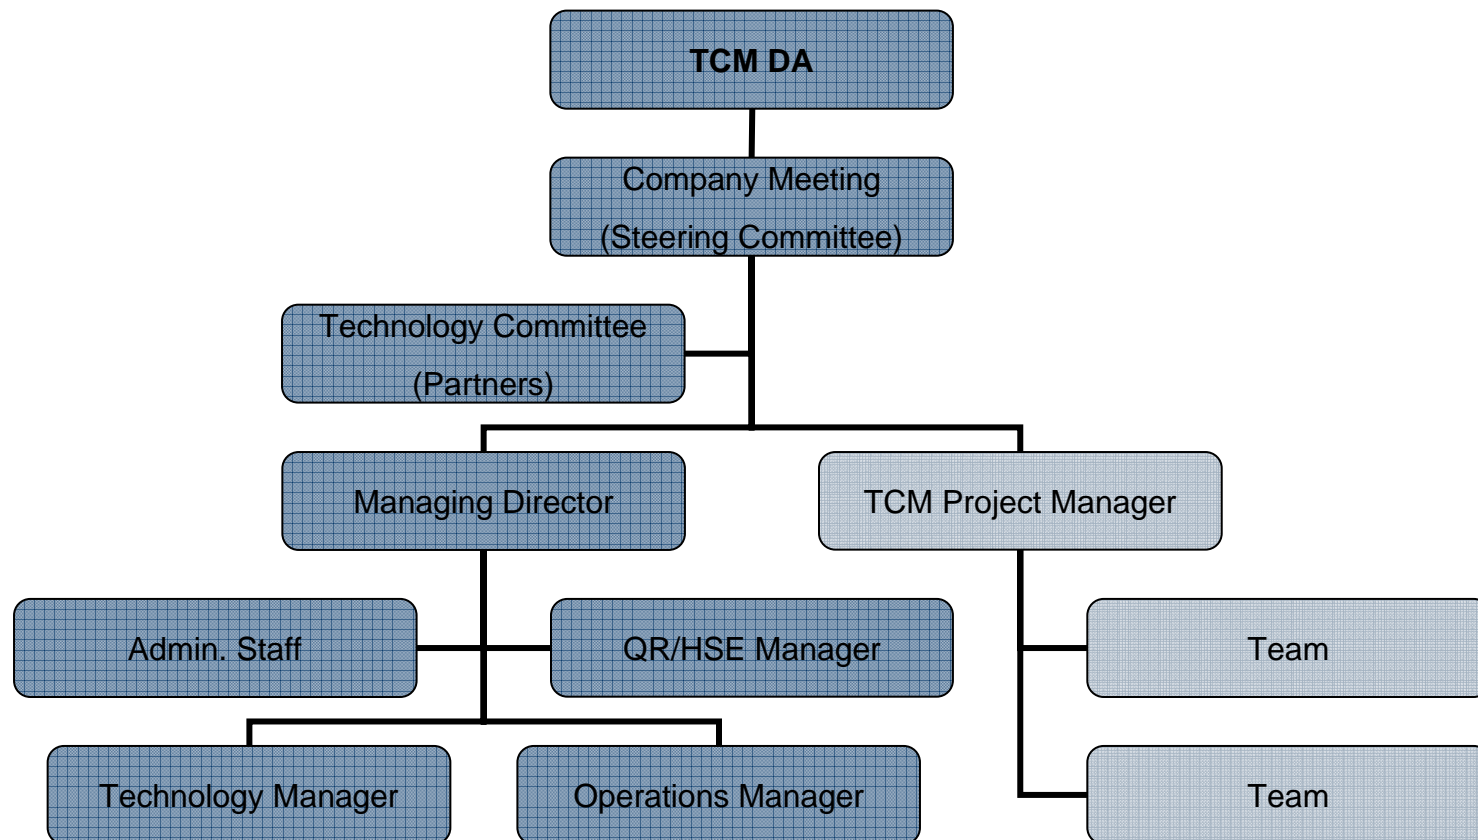 TCM DA
Company Meeting
(Steering Committee)
Technology Committee
(Partners)
Managing Director
TCM Project Manager
Admin. Staff
QR/HSE Manager
Team
Technology Manager
Operations Manager
Team